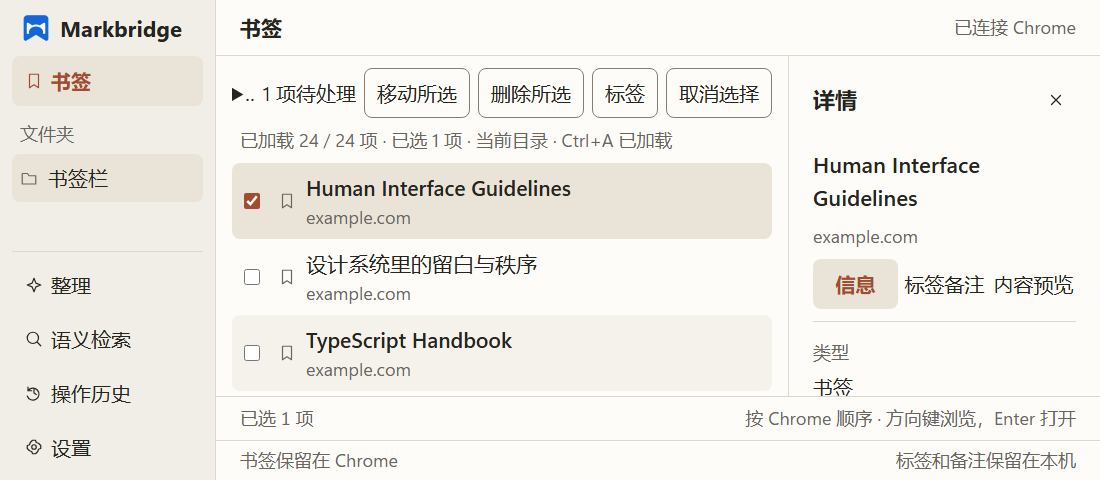 Markbridge
书签
文件夹
书签栏
整理
语义检索
操作历史
设置
书签
已连接 Chrome
▶.. 1 项待处理 移动所选 删除所选 标签 取消选择
已加载 24 / 24 项 · 已选 1 项 · 当前目录 · Ctrl+A 已加载
Human Interface Guidelines
example.com
设计系统里的留白与秩序
example.com
TypeScript Handbook
example.com
详情
Human Interface
Guidelines
example.com
信息 标签备注 内容预览
类型
书签
已选 1 项
按 Chrome 顺序 · 方向键浏览，Enter 打开
书签保留在 Chrome
标签和备注保留在本机